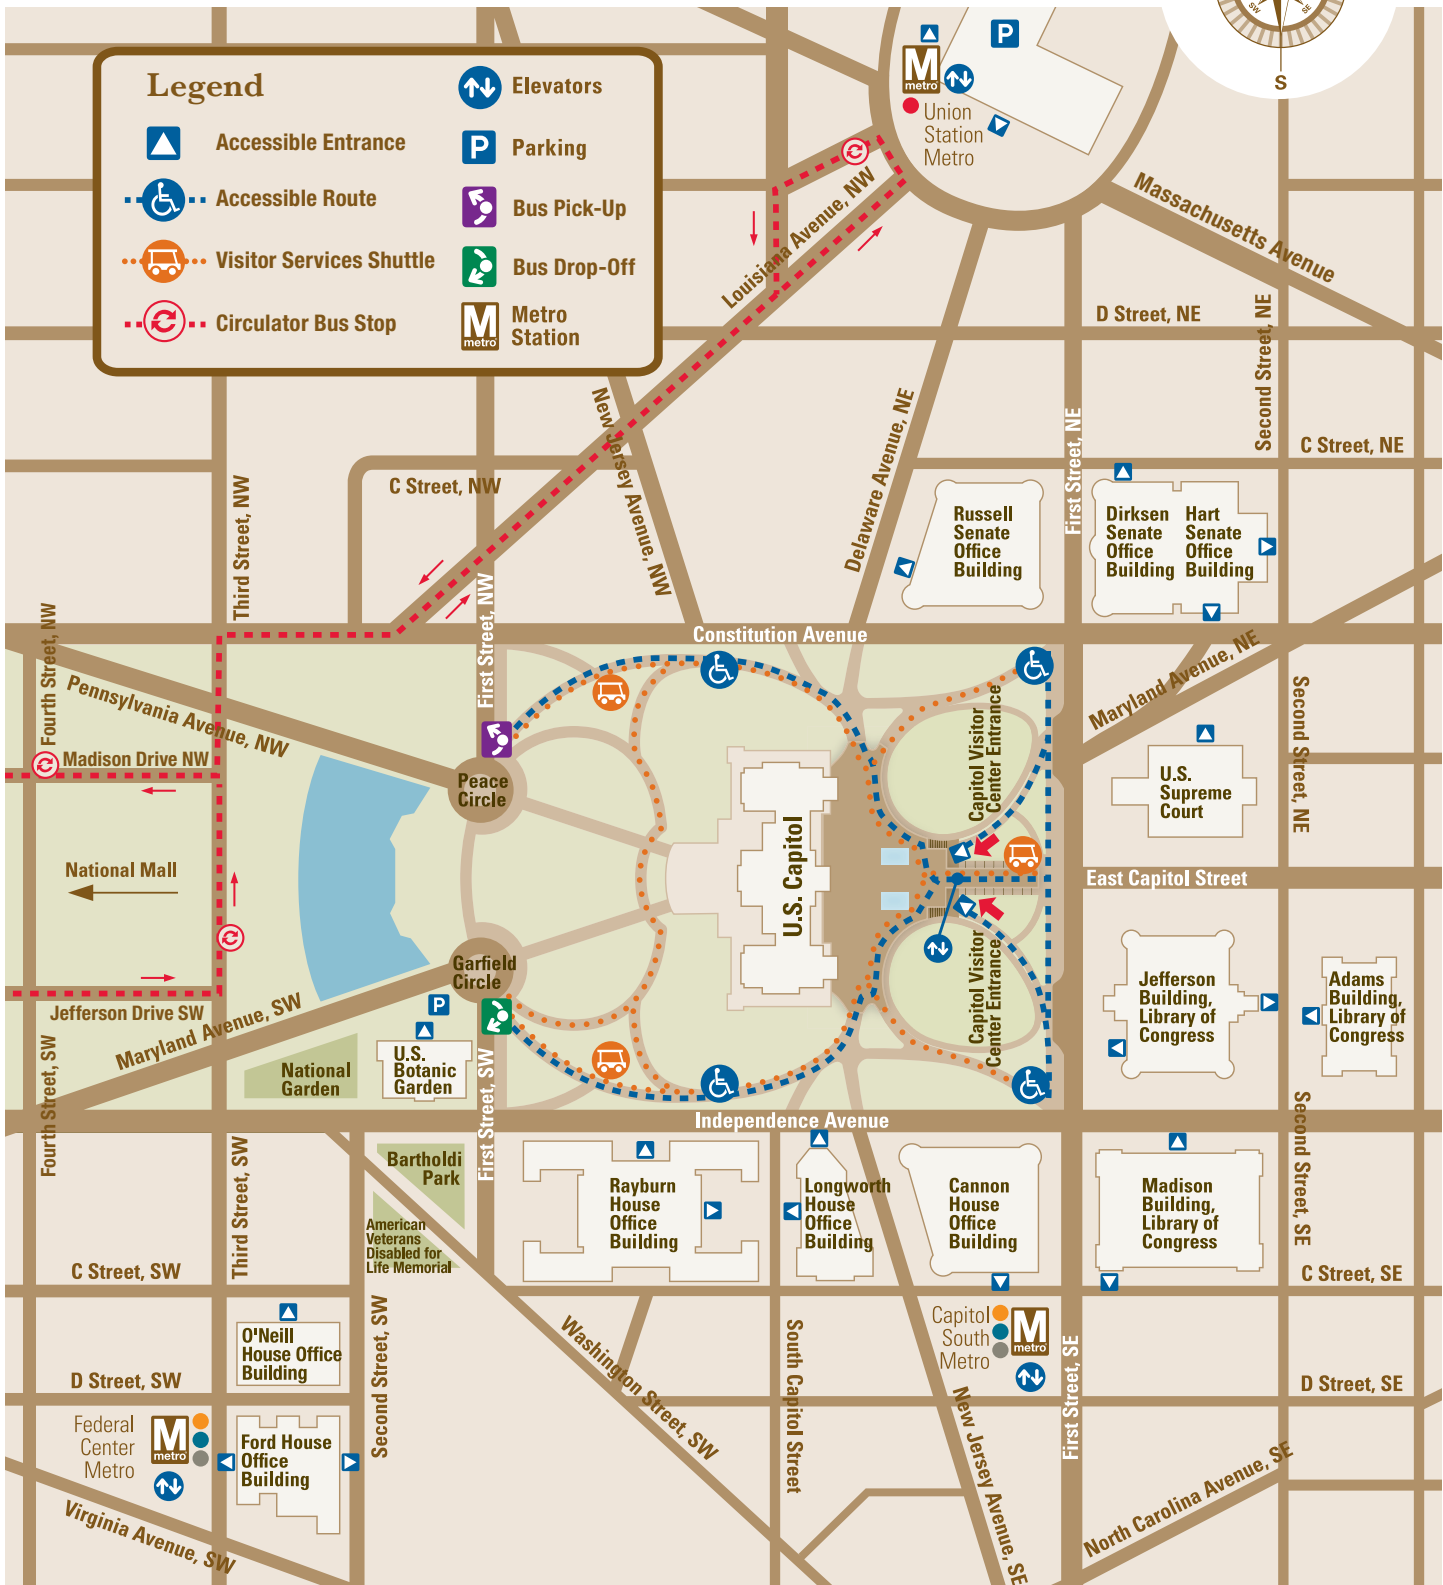 Legend
Accessible Entrance
Accessible Route
Visitor Services Shuttle
Circulator Bus Stop
Elevators
P
Parking
Bus Pick-Up
Bus Drop-Off
M
metro
Metro
Station
SW
SE
S
P
M
metro
Union
Station
Metro
Massachusetts Avenue
Louisiana Avenue, NW
D Street, NE
Second Street, NE
New Jersey Avenue, NW
Delaware Avenue, NE
First Street, NE
C Street, NE
C Street, NW
Third Street, NW
Russell
Senate
Office
Building
Dirksen
Senate
Office
Building
Hart
Senate
Office
Building
First Street, NW
Fourth Street, NW
Constitution Avenue
Maryland Avenue, NE
Pennsylvania Avenue, NW
Madison Drive NW
Second Street, NE
Peace
Circle
Capitol Visitor
Center Entrance
U.S.
Supreme
Court
U.S. Capitol
National Mall
East Capitol Street
Garfield
Circle
Capitol Visitor
Center Entrance
Jefferson
Building,
Library of
Congress
Adams
Building,
Library of
Congress
P
Jefferson Drive SW
Maryland Avenue, SW
U.S.
Botanic
Garden
National
Garden
Fourth Street, SW
First Street, SW
Independence Avenue
Second Street, SE
Third Street, SW
Bartholdi
Park
American
Veterans
Disabled for
Life Memorial
Rayburn
House
Office
Building
Longworth
House
Office
Building
Cannon
House
Office
Building
Madison
Building,
Library of
Congress
C Street, SW
C Street, SE
O'Neill
House Office
Building
Second Street, SW
Washington Street, SW
South Capitol Street
Capitol
South
Metro
M
metro
First Street, SE
D Street, SW
D Street, SE
Federal
Center
Metro
M
metro
Ford House
Office
Building
New Jersey Avenue, SE
North Carolina Avenue, SE
Virginia Avenue, SW